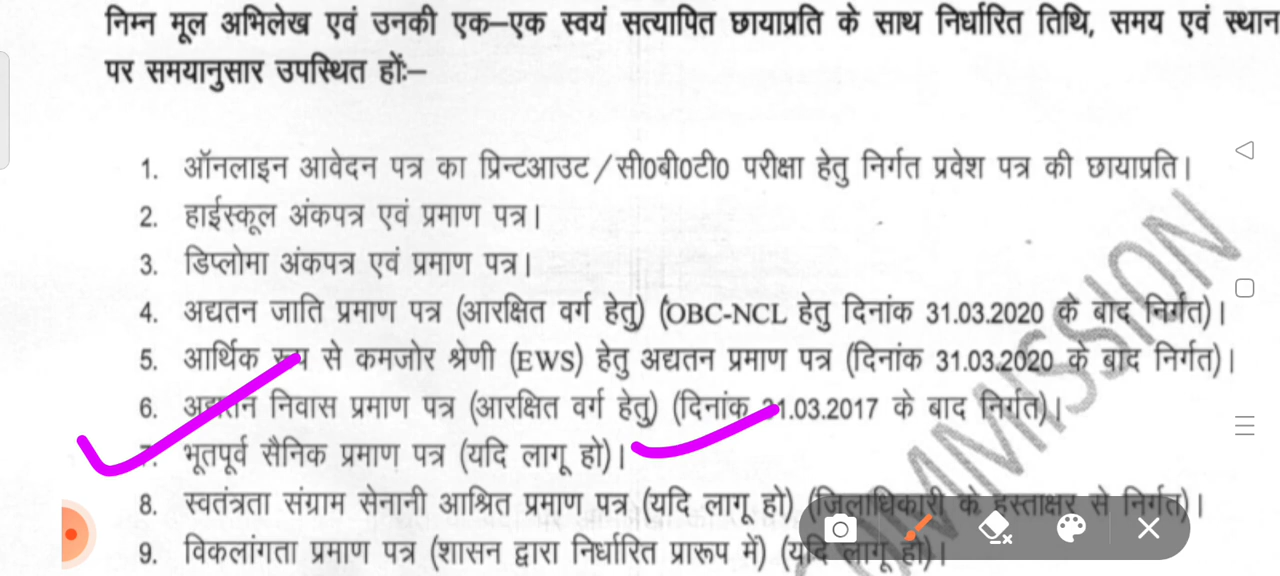 निम्न मूल अभिलेख एवं उनकी एक–एक स्वयं सत्यापित छायाप्रति के साथ निर्धारित तिथि, समय एवं स्थान
पर समयानुसार उपस्थित हों:–
1. ऑनलाइन आवेदन पत्र का प्रिन्टआउट/सी0बी0टी0 परीक्षा हेतु निर्गत प्रवेश पत्र की छायाप्रति।
2. हाईस्कूल अंकपत्र एवं प्रमाण पत्र।
3. डिप्लोमा अंकपत्र एवं प्रमाण पत्र।
4. अद्यतन जाति प्रमाण पत्र (आरक्षित वर्ग हेतु) (OBC-NCL हेतु दिनांक 31.03.2020 के बाद निर्गत)।
5. आर्थिक रूप से कमजोर श्रेणी (EWS) हेतु अद्यतन प्रमाण पत्र (दिनांक 31.03.2020 के बाद निर्गत)।
6. अद्यतन निवास प्रमाण पत्र (आरक्षित वर्ग हेतु) (दिनांक 31.03.2017 के बाद निर्गत)।
7. भूतपूर्व सैनिक प्रमाण पत्र (यदि लागू हो)।
8. स्वतंत्रता संग्राम सेनानी आश्रित प्रमाण पत्र (यदि लागू हो) (जिलाधिकारी के हस्ताक्षर से निर्गत)।
9. विकलांगता प्रमाण पत्र (शासन द्वारा निर्धारित प्रारूप में) (यदि लागू हो)।